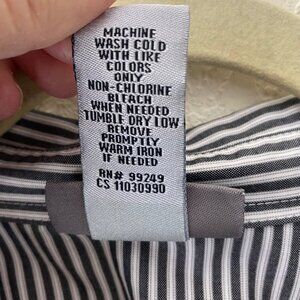 MACHINE
WASH COLD
WITH LIKE
COLORS
ONLY
NON-CHLORINE
BLEACH
WHEN NEEDED
TUMBLE DRY LOW
REMOVE
PROMPTLY
WARM IRON
IF NEEDED
RN# 99249
CS 11030990